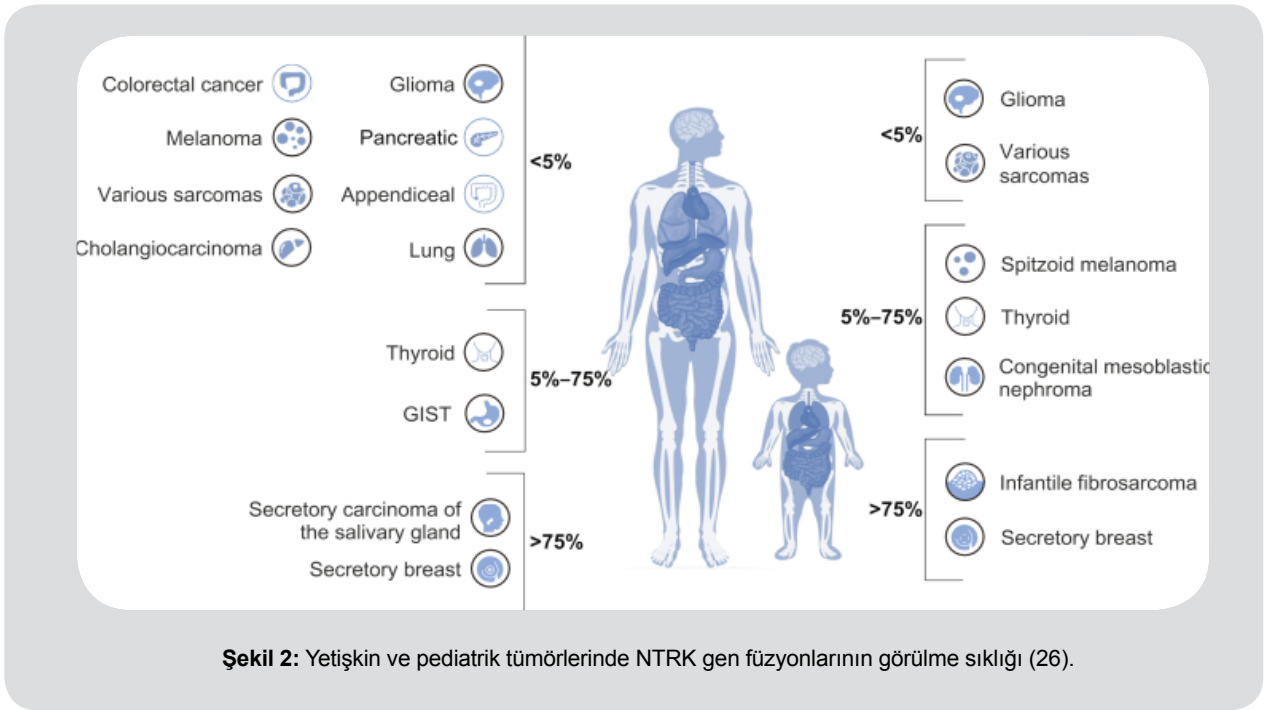 Colorectal cancer
Melanoma
Various sarcomas
Cholangiocarcinoma
Glioma
Pancreatic
Appendiceal
Lung
<5%
Thyroid
GIST
5%–75%
Secretory carcinoma of
the salivary gland
Secretory breast
>75%
<5%
Glioma
Various
sarcomas
5%–75%
Spitzoid melanoma
Thyroid
Congenital mesoblastic
nephroma
>75%
Infantile fibrosarcoma
Secretory breast
Şekil 2: Yetişkin ve pediatrik tümörlerinde NTRK gen füzyonlarının görülme sıklığı (26).